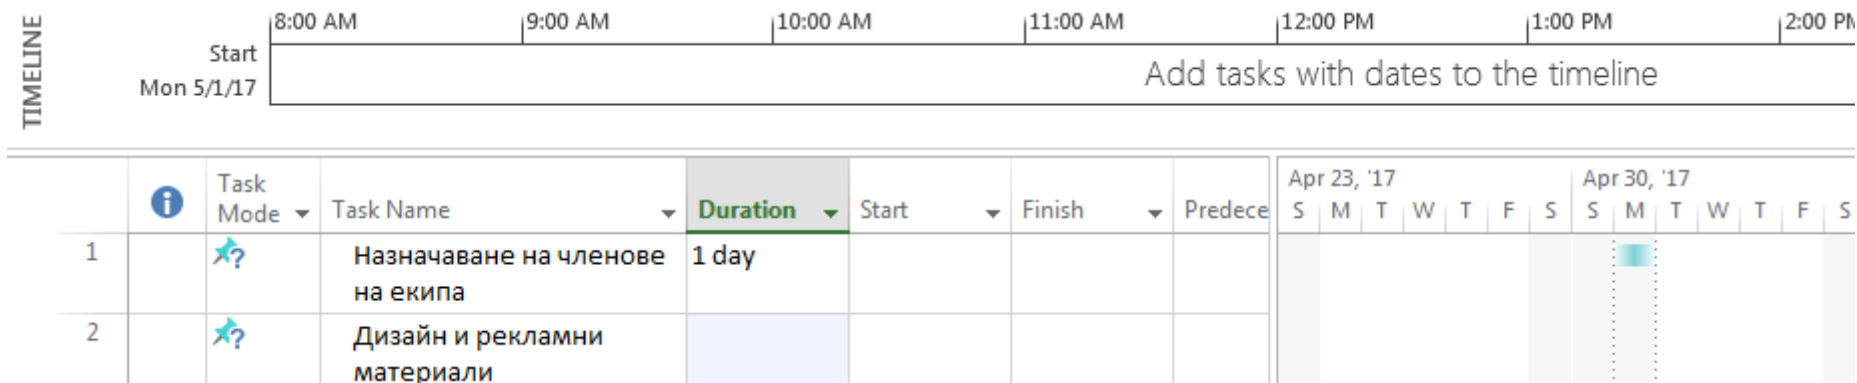 TIMELINE
8:00 AM 9:00 AM 10:00 AM 11:00 AM 12:00 PM 1:00 PM 2:00 PM
Start
Mon 5/1/17
Add tasks with dates to the timeline
Task Mode Task Name Duration Start Finish Predece
Apr 23, '17 Apr 30, '17
S M T W T F S S M T W T F S
1 Назначаване на членове 1 day
на екипа
2 Дизайн и рекламни
материали